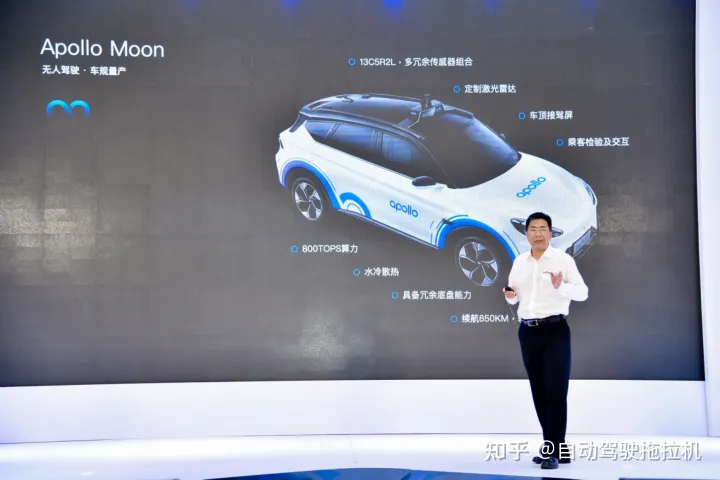 Apollo Moon
无人驾驶·车规量产
13C5R2L·多冗余传感器组合
定制激光雷达
车顶接驾屏
乘客检验及交互
apollo
apollo
800TOPS算力
水冷散热
具备冗余底盘能力
续航650KM·
知乎 @自动驾驶拖拉机